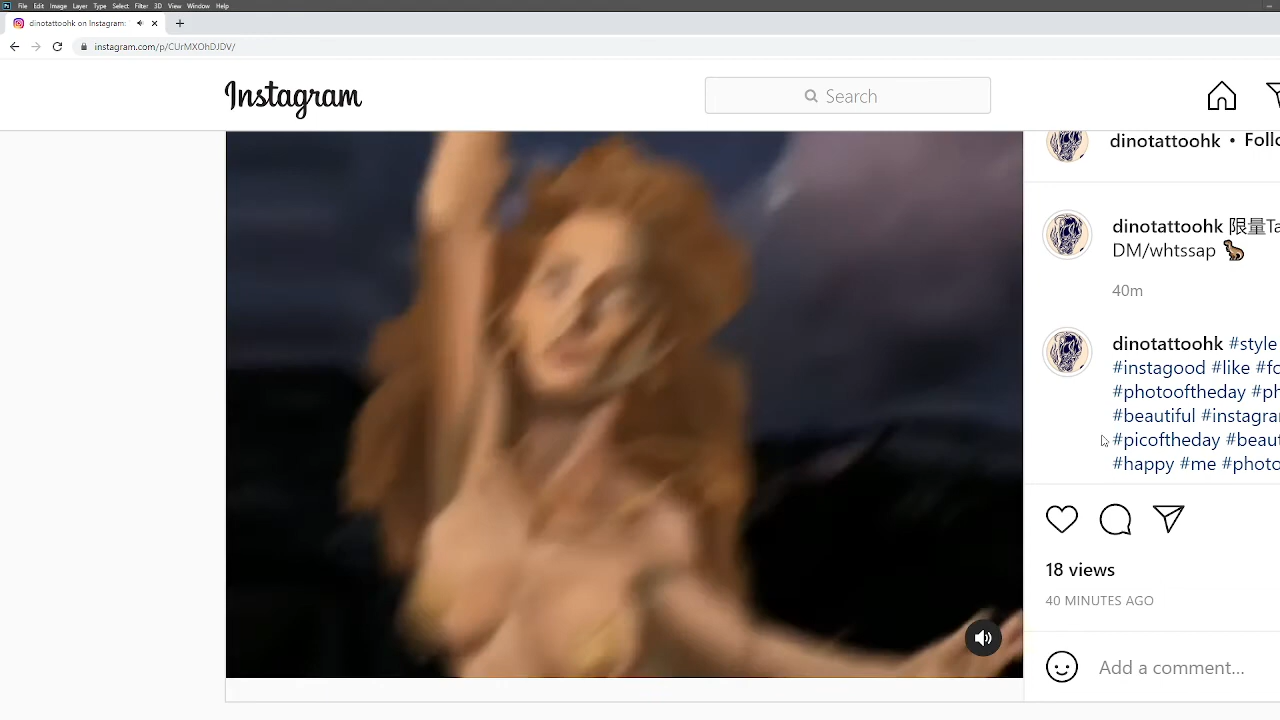 File Edit Image Layer Type Select Filter 3D View Window Help
dinotattoohk on Instagram:
instagram.com/p/CUrMXOhDJDV/
Instagram
Search
dinotattoohk • Follo
dinotattoohk 限量Ta
DM/whtssap
40m
dinotattoohk #style
#instagood #like #fo
#photooftheday #ph
#beautiful #instagra
#picoftheday #beau
#happy #me #photo
18 views
40 MINUTES AGO
Add a comment...